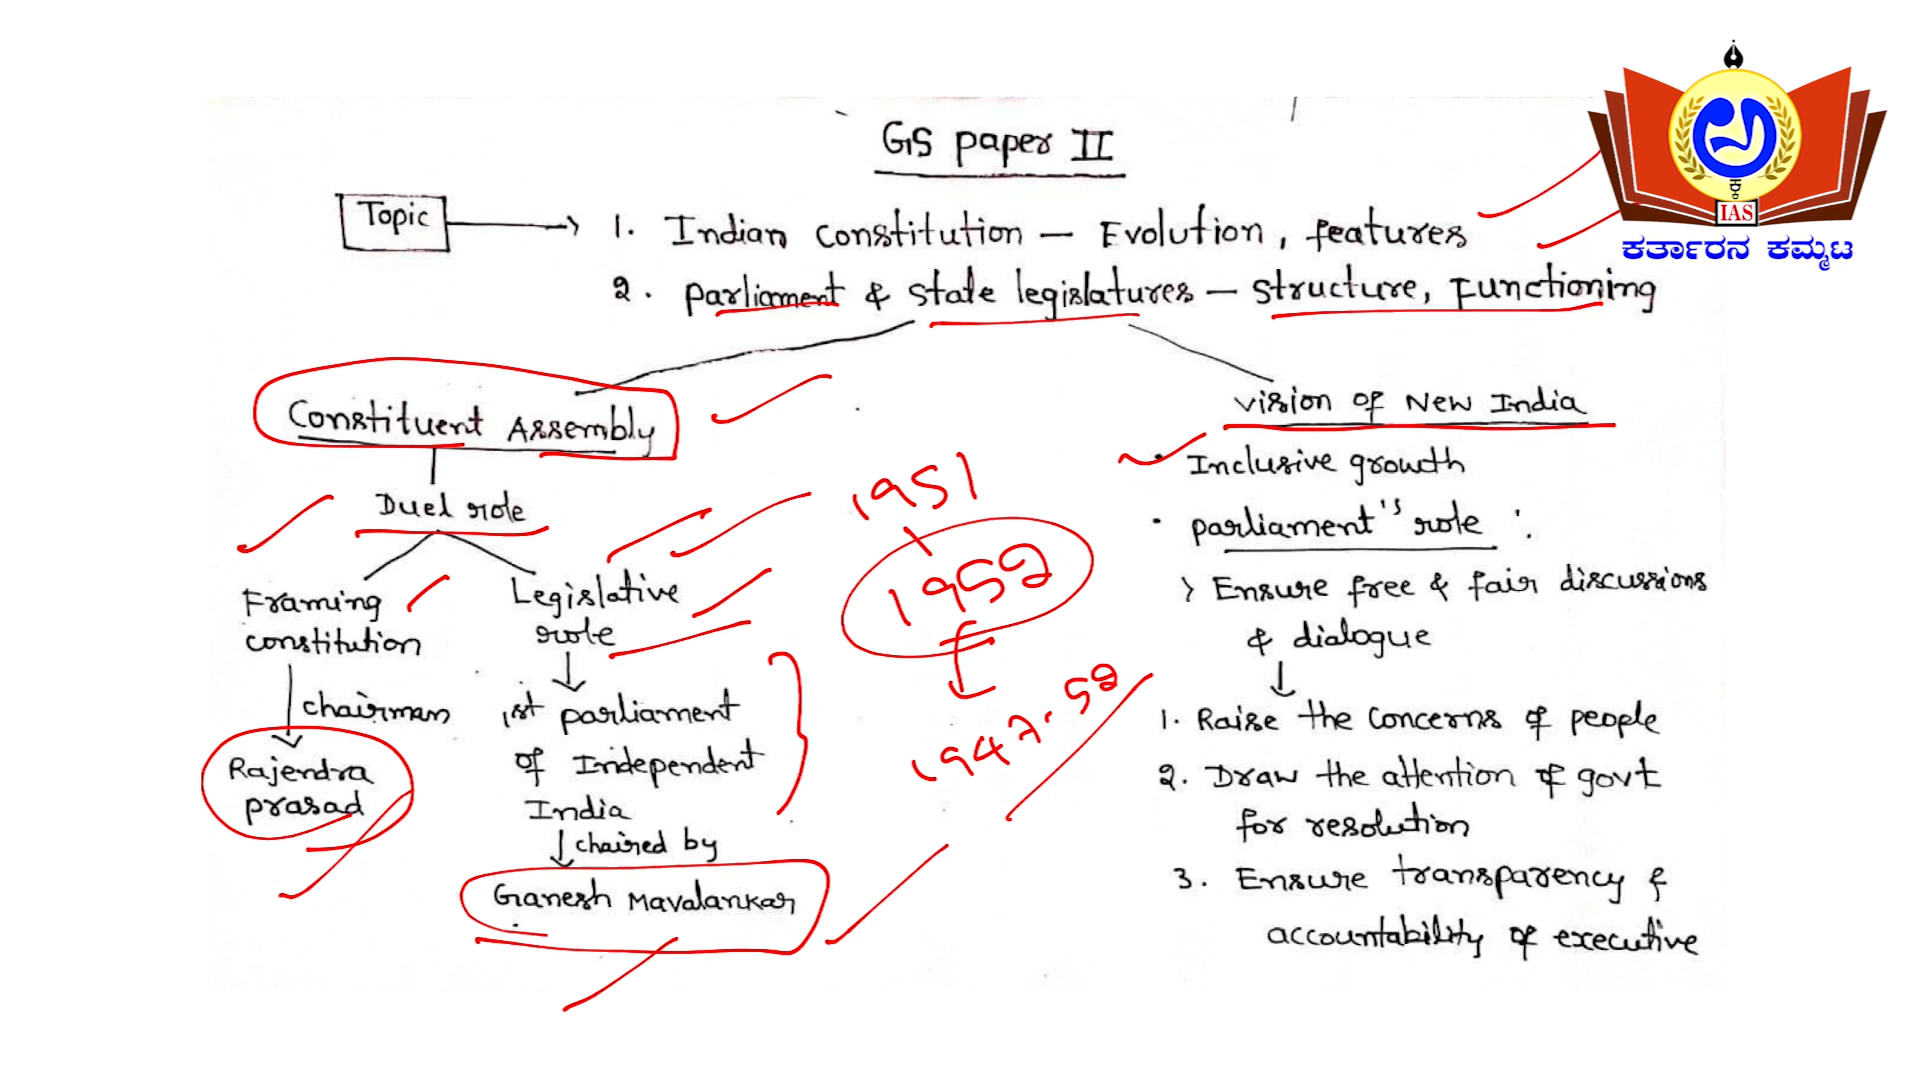 GS paper II
Topic
1. Indian constitution – Evolution, features
2. parliament & state legislatures – structure, Functioning
IAS
ಕರ್ತಾರನ ಕಮ್ಮಟ
Constituent Assembly
Duel role
Framing constitution
chairman
Rajendra
prasad
Legislative
role
1st parliament
of Independent
India
chaired by
Ganesh Mavalankar
1951
1952
1947-52
vision of New India
· Inclusive growth
· parliament''s role :
> Ensure free & fair discussions
& dialogue
1. Raise the concerns of people
2. Draw the attention of govt
for resolution
3. Ensure transparency &
accountability of executive